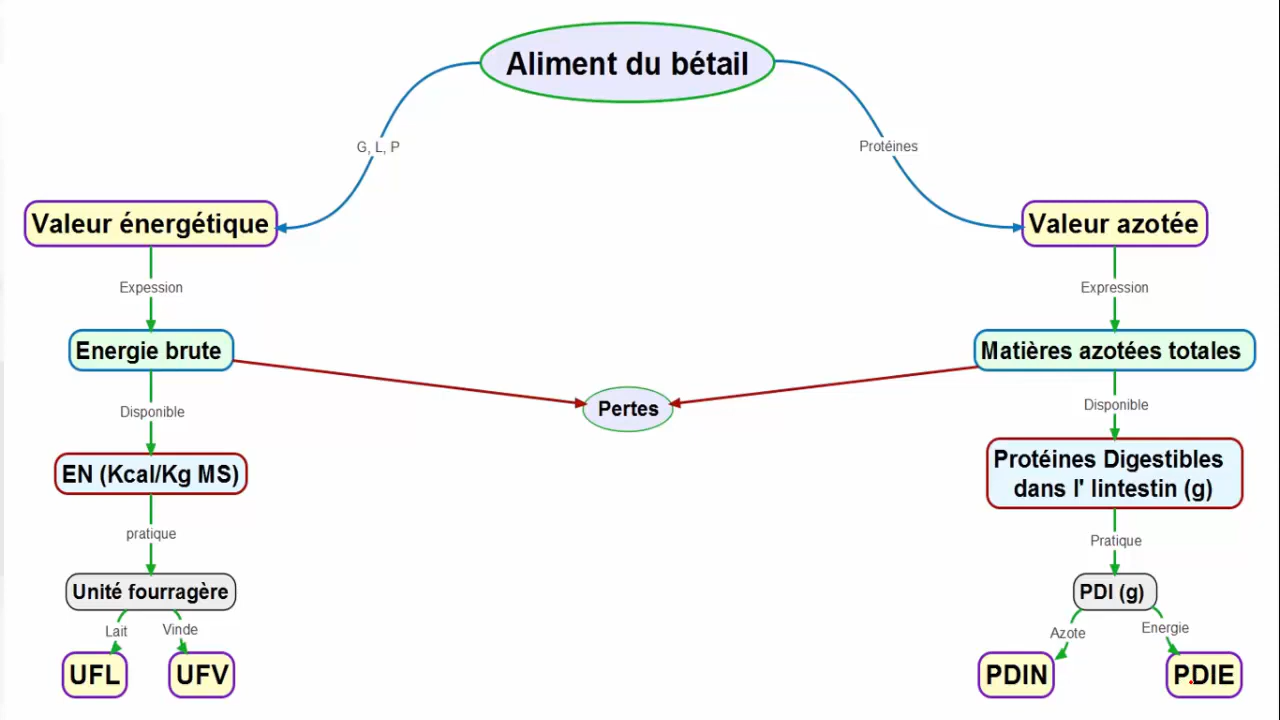 Aliment du bétail
G, L, P
Protéines
Valeur énergétique
Valeur azotée
Expession
Expression
Energie brute
Matières azotées totales
Pertes
Disponible
Disponible
EN (Kcal/Kg MS)
Protéines Digestibles
dans l' lintestin (g)
pratique
Pratique
Unité fourragère
PDI (g)
Lait
Vinde
Azote
Energie
UFL
UFV
PDIN
PDIE